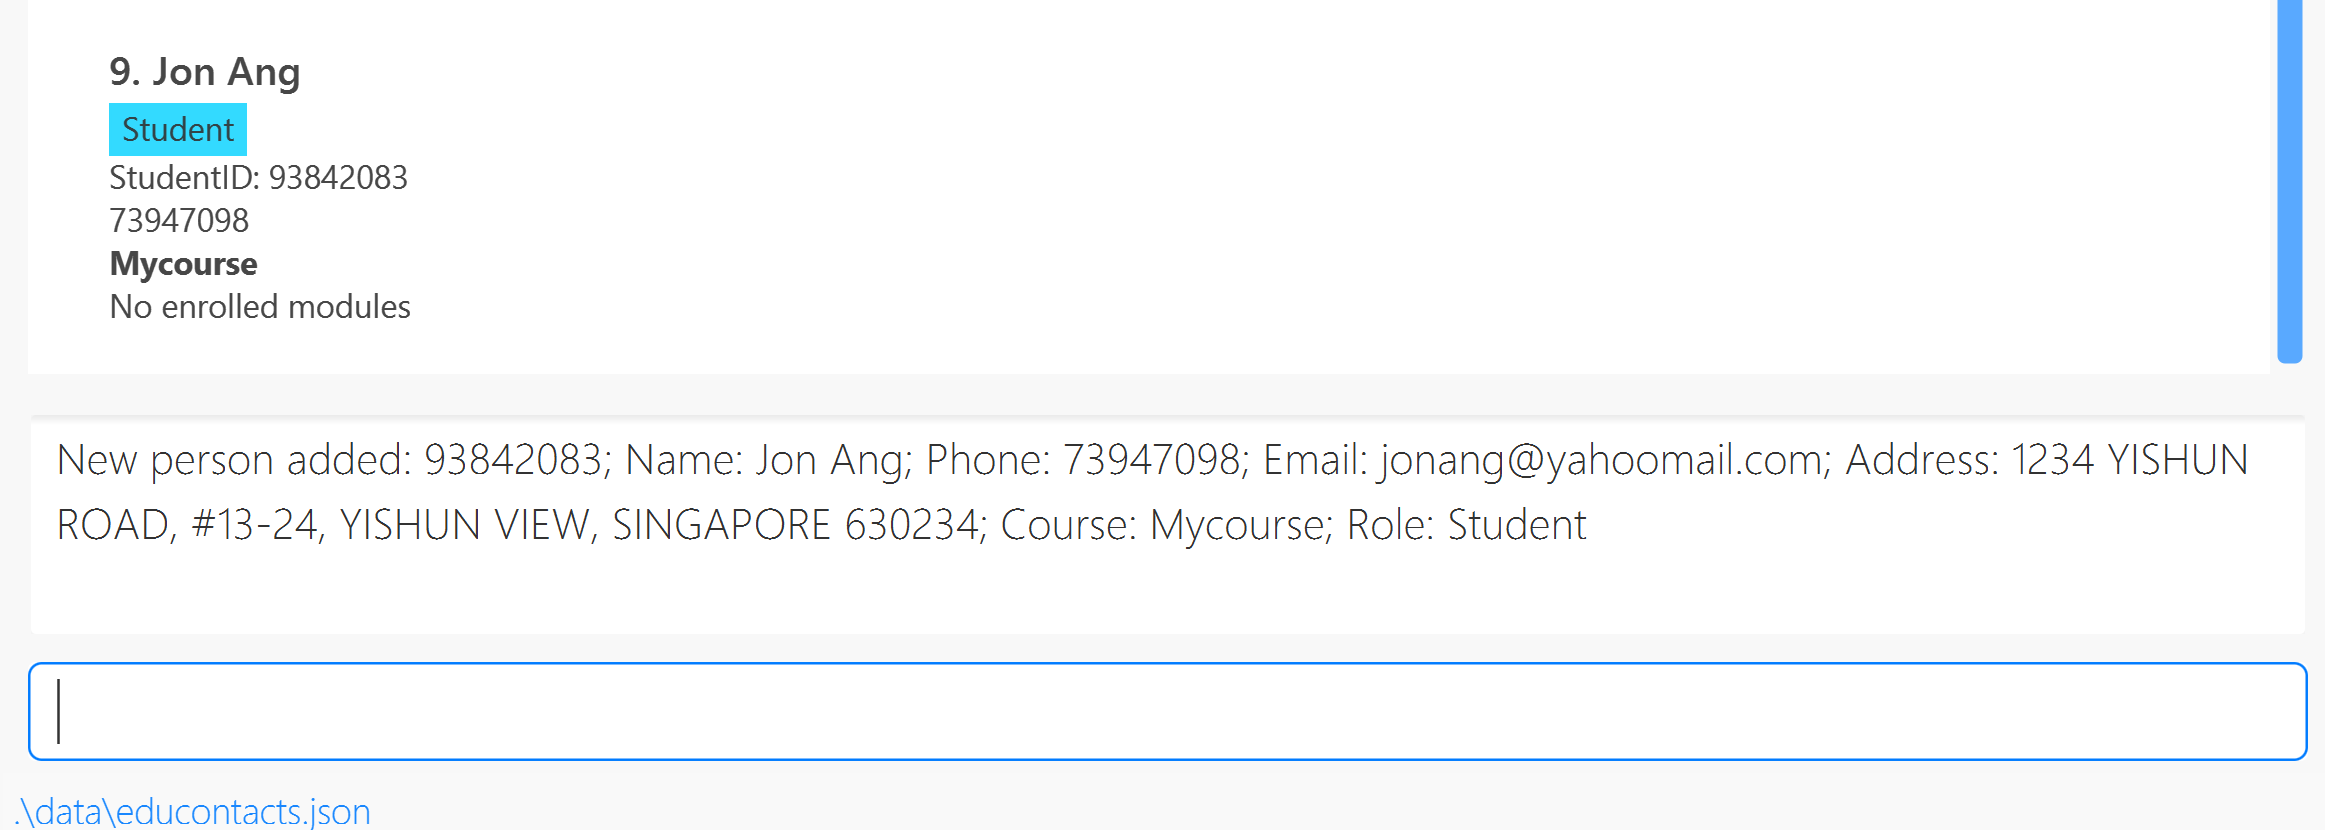 9. Jon Ang
Student
StudentID: 93842083
73947098
Mycourse
No enrolled modules
New person added: 93842083; Name: Jon Ang; Phone: 73947098; Email: jonang@yahoomail.com; Address: 1234 YISHUN
ROAD, #13-24, YISHUN VIEW, SINGAPORE 630234; Course: Mycourse; Role: Student
.\data\educontacts.json